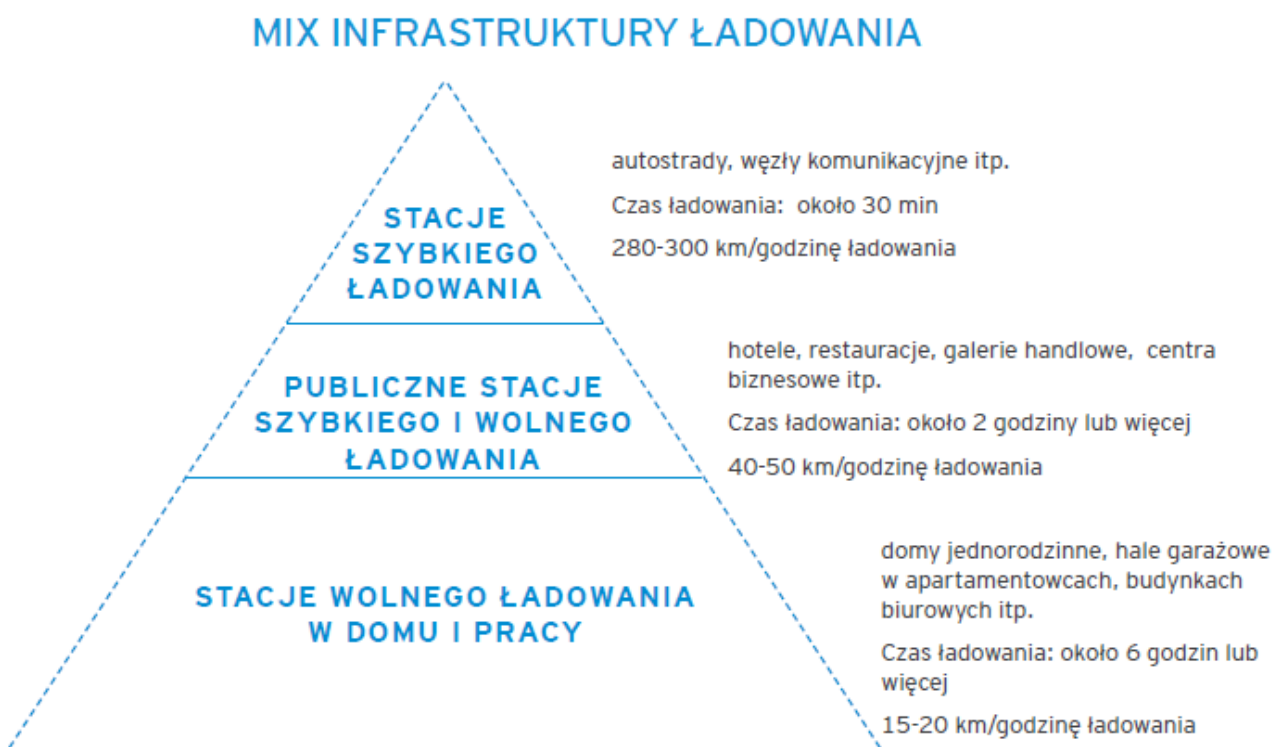 MIX INFRASTRUKTURY ŁADOWANIA
STACJE
SZYBKIEGO
ŁADOWANIA
autostrady, węzły komunikacyjne itp.
Czas ładowania: około 30 min
280-300 km/godzinę ładowania
PUBLICZNE STACJE
SZYBKIEGO I WOLNEGO
ŁADOWANIA
hotele, restauracje, galerie handlowe, centra
biznesowe itp.
Czas ładowania: około 2 godziny lub więcej
40-50 km/godzinę ładowania
STACJE WOLNEGO ŁADOWANIA
W DOMU I PRACY
domy jednorodzinne, hale garażowe
w apartamentowcach, budynkach
biurowych itp.
Czas ładowania: około 6 godzin lub
więcej
15-20 km/godzinę ładowania